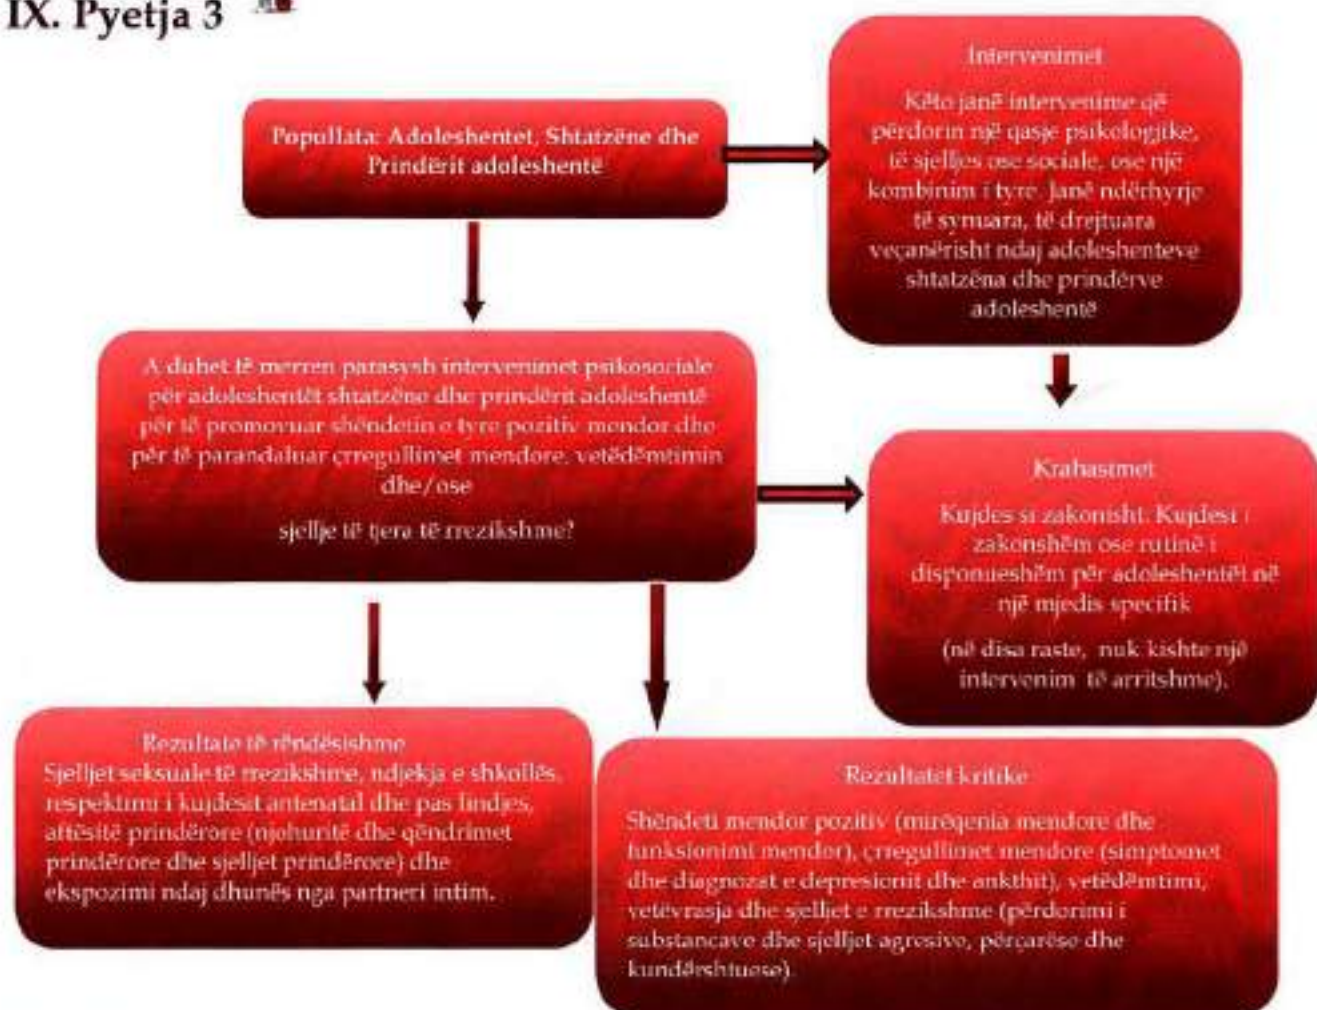 IX. Pyetja 3
Popullata: Adoleshentet, Shtatzëne dhe
Prindërit adoleshentë
Intervenimet
Këto janë intervenime që
përdorin një qasje psikologjike,
të sjelljes ose sociale, ose një
kombinim i tyre. Janë ndërhyrje
të synuara, të drejtuara
veçanërisht ndaj adoleshenteve
shtatzëna dhe prindërve
adoleshentë
A duhet të merren parasysh intervenimet psikosociale
për adoleshentët shtatzëne dhe prindërit adoleshentë
për të promovuar shëndetin e tyre pozitiv mendor dhe
për të parandaluar çrregullimet mendore, vetëdëmtimin
dhe/ose
sjellje të tjera të rrezikshme?
Krahasimet
Kujdes si zakonisht. Kujdesi i
zakonshëm ose rutinë i
disponueshëm për adoleshentët në
një mjedis specifik
(në disa raste, nuk kishte një
intervenim të arritshme).
Rezultate të rëndësishme
Sjelljet seksuale të rrezikshme, ndjekja e shkollës,
respektimi i kujdesit antenatal dhe pas lindjes,
aftësitë prindërore (njohuritë dhe qëndrimet
prindërore dhe sjelljet prindërore) dhe
ekspozimi ndaj dhunës nga partneri intim.
Rezultatet kritike
Shëndeti mendor pozitiv (mirëqenia mendore dhe
funksionimi mendor), çrregullimet mendore (simptomet
dhe diagnozat e depresionit dhe ankthit), vetëdëmtimi,
vetëvrasja dhe sjelljet e rrezikshme (përdorimi i
substancave dhe sjelljet agresive, përçarëse dhe
kundërshtuese).